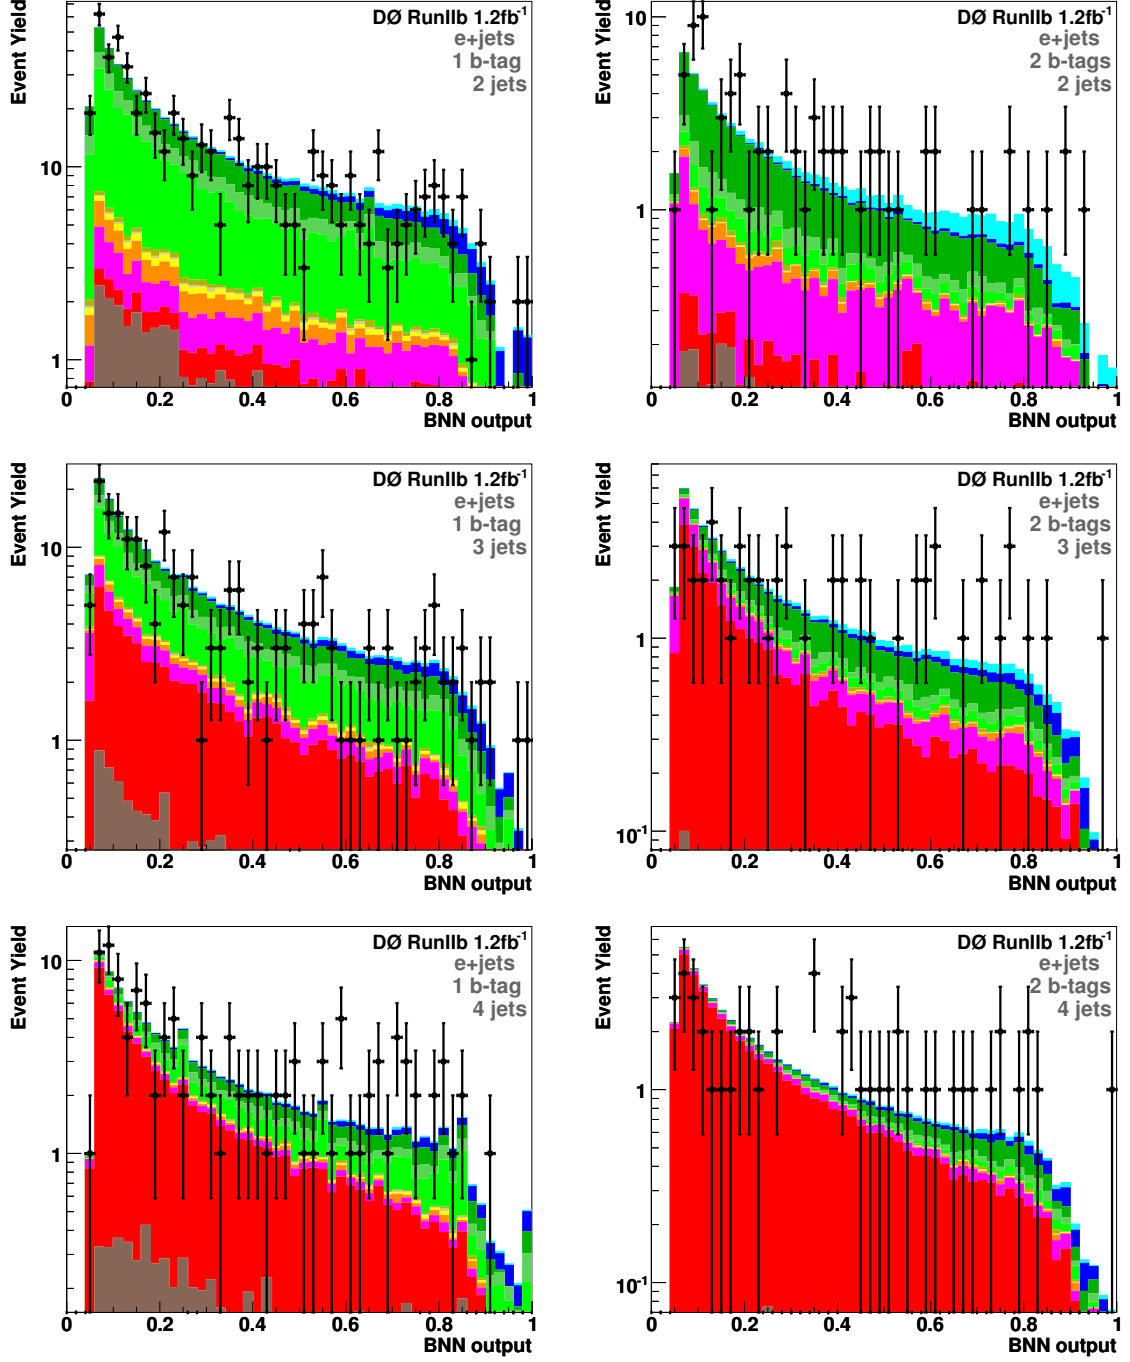 Event Yield
DØ RunIIb 1.2fb⁻¹
e+jets
1 b-tag
2 jets
10
1
0 0.2 0.4 0.6 0.8 1
BNN output
Event Yield
DØ RunIIb 1.2fb⁻¹
e+jets
2 b-tags
2 jets
10
1
0 0.2 0.4 0.6 0.8 1
BNN output
Event Yield
DØ RunIIb 1.2fb⁻¹
e+jets
1 b-tag
3 jets
10
1
0 0.2 0.4 0.6 0.8 1
BNN output
Event Yield
DØ RunIIb 1.2fb⁻¹
e+jets
2 b-tags
3 jets
1
10⁻¹
0 0.2 0.4 0.6 0.8 1
BNN output
Event Yield
DØ RunIIb 1.2fb⁻¹
e+jets
1 b-tag
4 jets
10
1
0 0.2 0.4 0.6 0.8 1
BNN output
Event Yield
DØ RunIIb 1.2fb⁻¹
e+jets
2 b-tags
4 jets
1
10⁻¹
0 0.2 0.4 0.6 0.8 1
BNN output